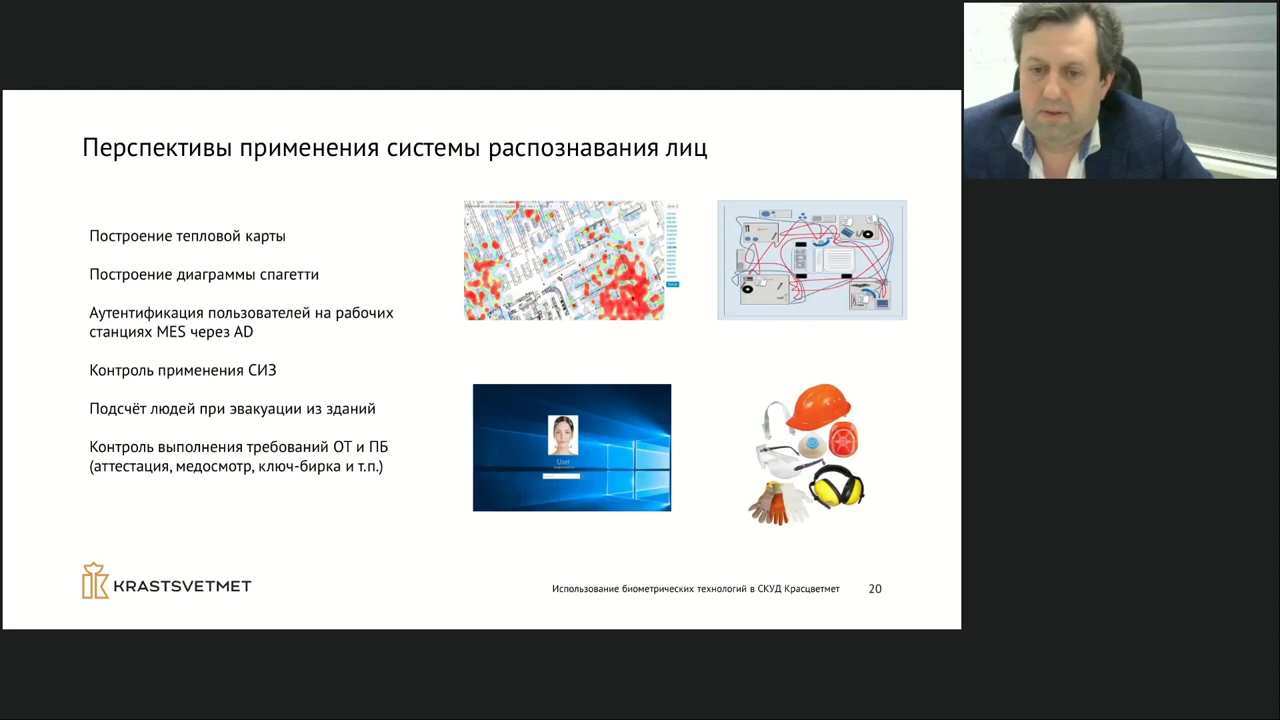 Перспективы применения системы распознавания лиц
Построение тепловой карты
Построение диаграммы спагетти
Аутентификация пользователей на рабочих
станциях MES через AD
Контроль применения СИЗ
Подсчёт людей при эвакуации из зданий
Контроль выполнения требований ОТ и ПБ
(аттестация, медосмотр, ключ-бирка и т.п.)
User
KRASTSVETMET
Использование биометрических технологий в СКУД Красцветмет
20